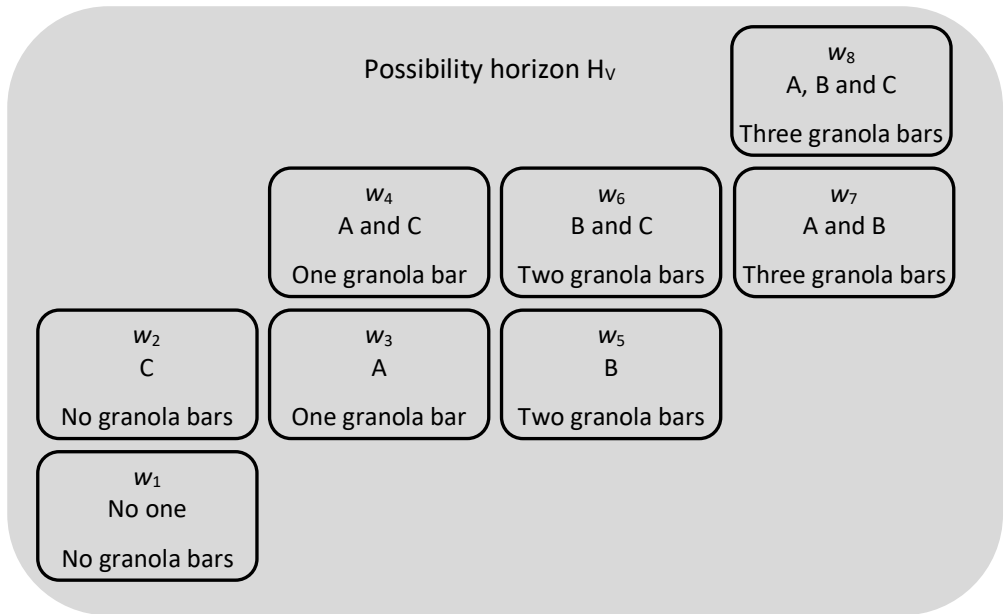 Possibility horizon Hᵥ
w₈
A, B and C
Three granola bars
w₄
A and C
One granola bar
w₆
B and C
Two granola bars
w₇
A and B
Three granola bars
w₂
C
No granola bars
w₃
A
One granola bar
w₅
B
Two granola bars
w₁
No one
No granola bars